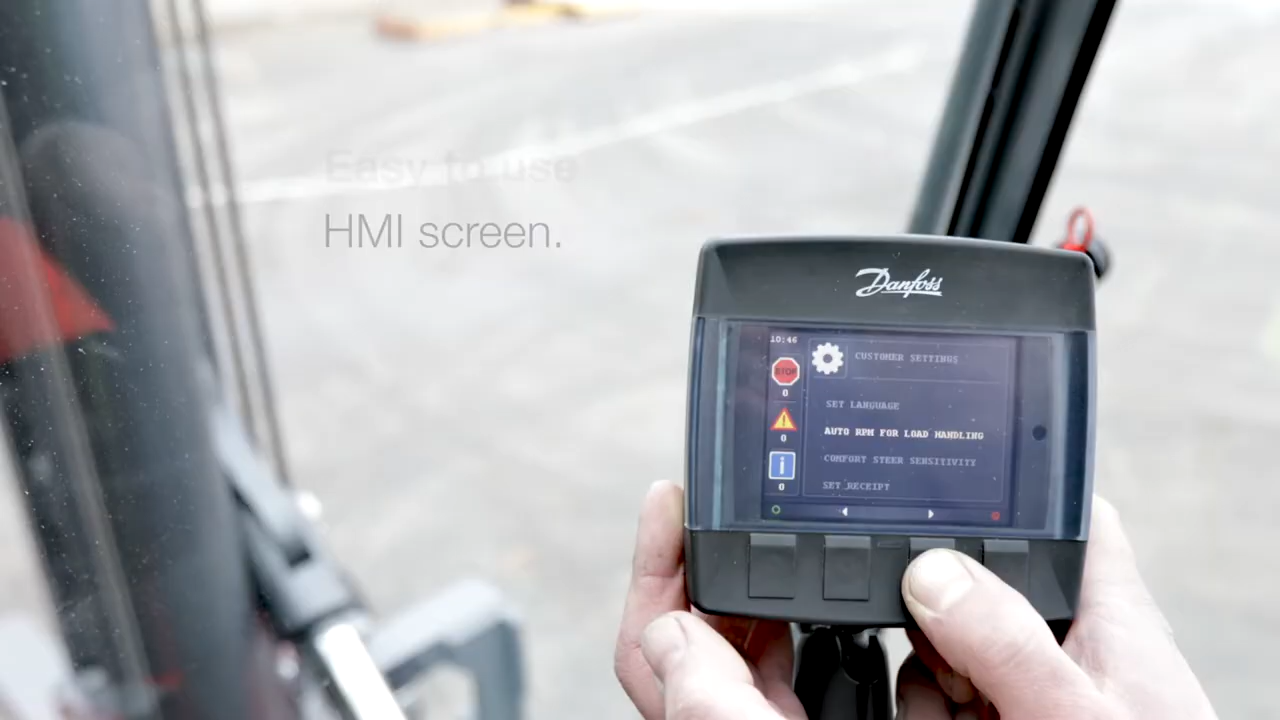 Easy to use
HMI screen.
Danfoss
10:46
CUSTOMER SETTINGS
STOP
0
SET LANGUAGE
AUTO RPM FOR LOAD HANDLING
0
COMFORT STEER SENSITIVITY
i
SET RECEIPT
0